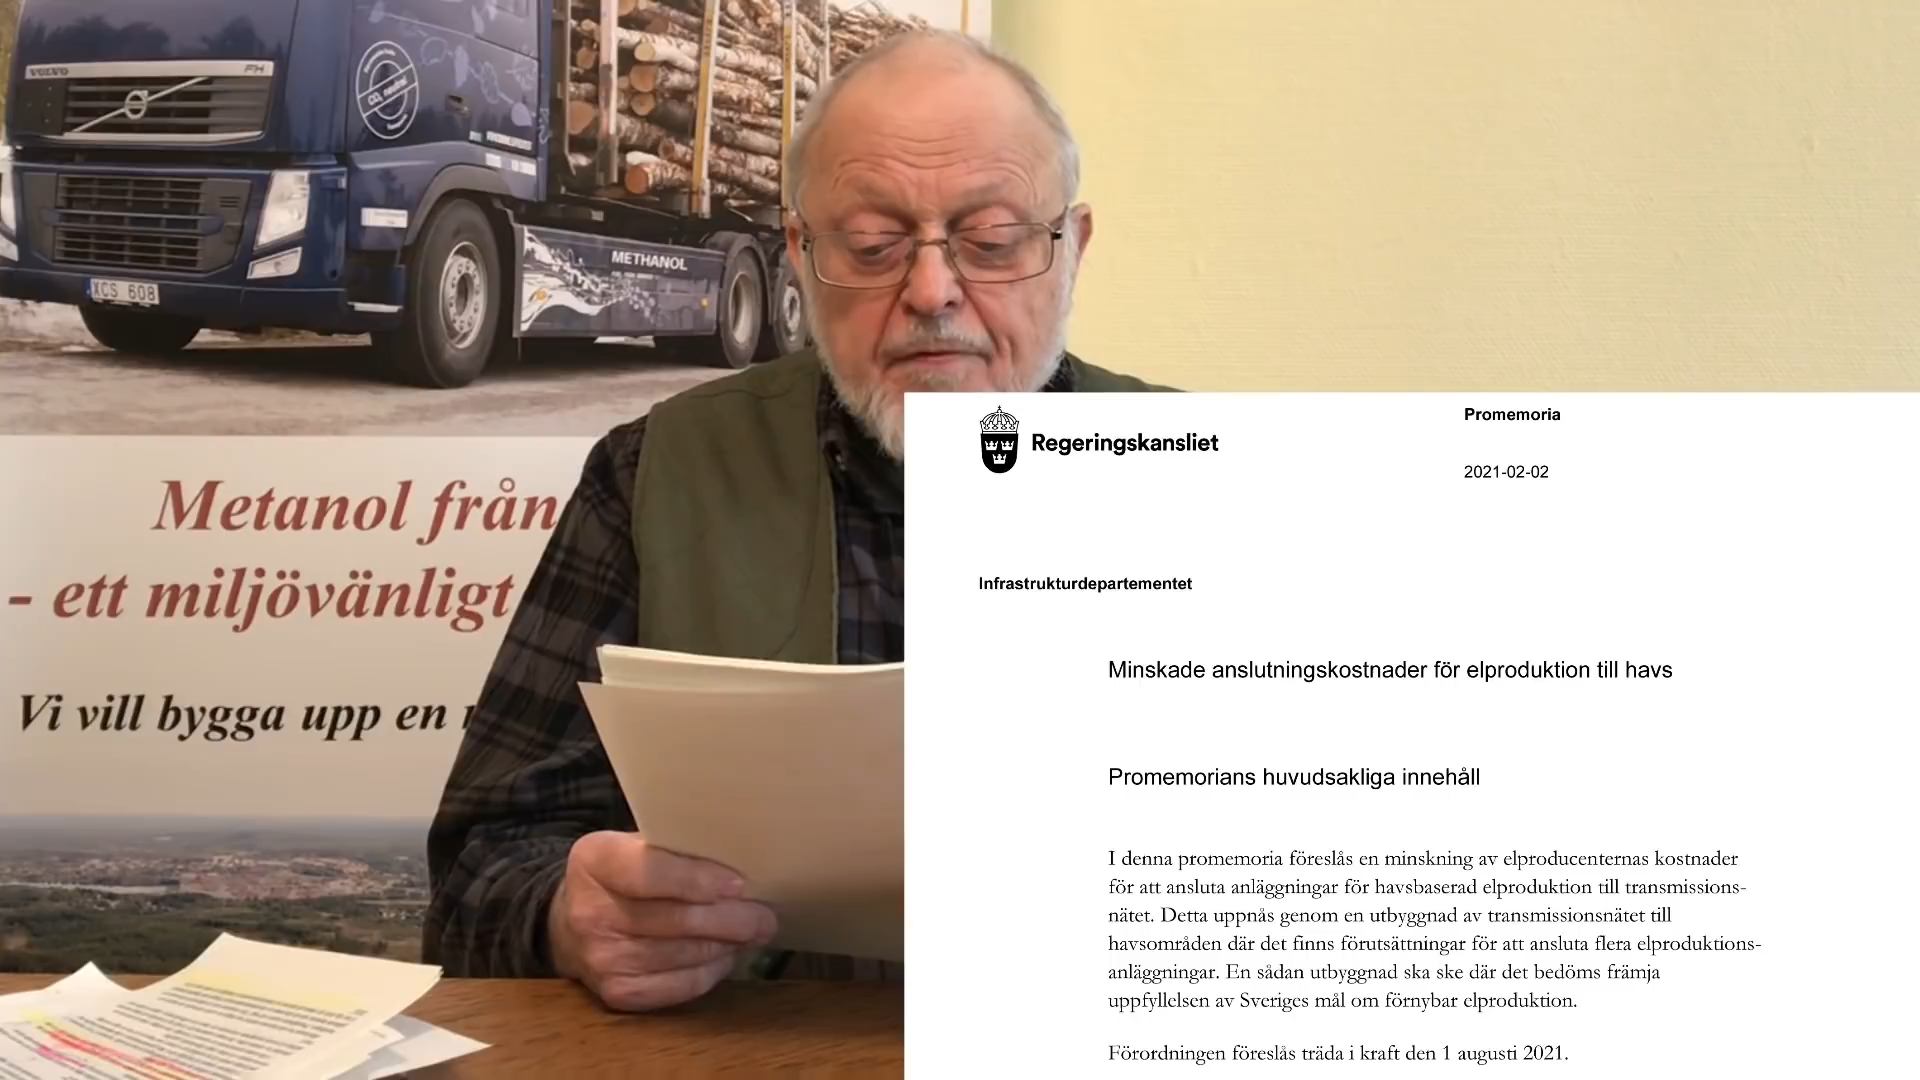 VOLVO
FH
CO₂ neutral
XCS 608
METHANOL
Metanol från
- ett miljövänligt
Vi vill bygga upp en
Regeringskansliet
Promemoria
2021-02-02
Infrastrukturdepartementet
Minskade anslutningskostnader för elproduktion till havs
Promemorians huvudsakliga innehåll
I denna promemoria föreslås en minskning av elproducenternas kostnader
för att ansluta anläggningar för havsbaserad elproduktion till transmissions-
nätet. Detta uppnås genom en utbyggnad av transmissionsnätet till
havsområden där det finns förutsättningar för att ansluta flera elproduktions-
anläggningar. En sådan utbyggnad ska ske där det bedöms främja
uppfyllelsen av Sveriges mål om förnybar elproduktion.
Förordningen föreslås träda i kraft den 1 augusti 2021.